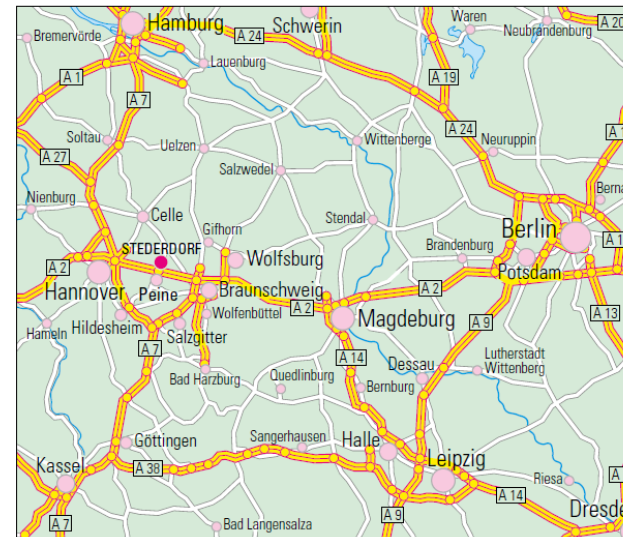 Hamburg
Schwerin
Waren
Neubrandenburg
A 20
Bremervörde
A 24
Lauenburg
A 1
A 7
A 19
A 24
Soltau
Uelzen
Wittenberge
Neuruppin
A 27
Salzwedel
Nienburg
Celle
Stendal
Gifhorn
Berlin
STEDERDORF
Wolfsburg
Brandenburg
A 2
Hannover
Peine
Braunschweig
A 2
A 2
Potsdam
Hameln
Hildesheim
Wolfenbüttel
Magdeburg
A 9
A 13
A 7
Salzgitter
A 14
Dessau
Lutherstadt
Wittenberg
Bad Harzburg
Quedlinburg
Bernburg
Göttingen
Sangerhausen
Halle
Leipzig
Kassel
A 38
Riesa
A 14
A 7
Bad Langensalza
A 9